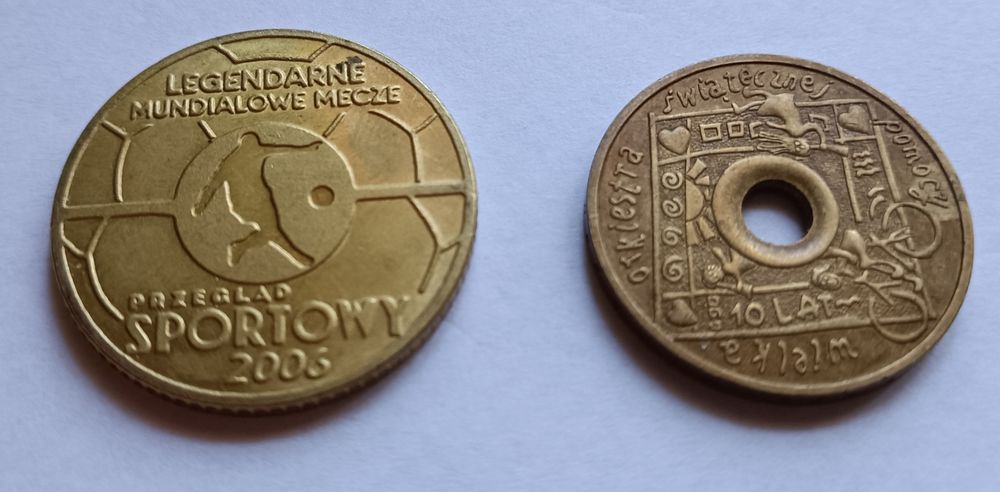 LEGENDARNE
MUNDIALOWE MECZE
PRZEGLĄD
SPORTOWY
2006
wielka
orkiestra
świątecznej
pomocy
10 LAT